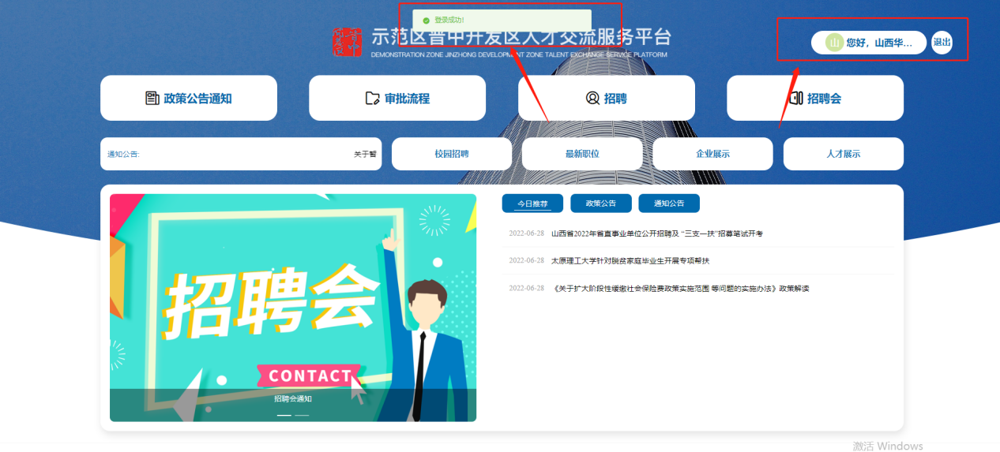 登录成功!
示范区晋中开发区人才交流服务平台
DEMONSTRATION ZONE JINZHONG DEVELOPMENT ZONE TALENT EXCHANGE SERVICE PLATFORM
山 您好，山西华... 退出
政策公告通知 审批流程 招聘 招聘会
通知公告: 关于暂 校园招聘 最新职位 企业展示 人才展示
今日推荐 政策公告 通知公告
2022-06-28 山西省2022年省直事业单位公开招聘及 “三支一扶”招募笔试开考
2022-06-28 太原理工大学针对脱贫家庭毕业生开展专项帮扶
2022-06-28 《关于扩大阶段性缓缴社会保险费政策实施范围 等问题的实施办法》政策解读
招聘会
CONTACT
招聘会通知
激活 Windows